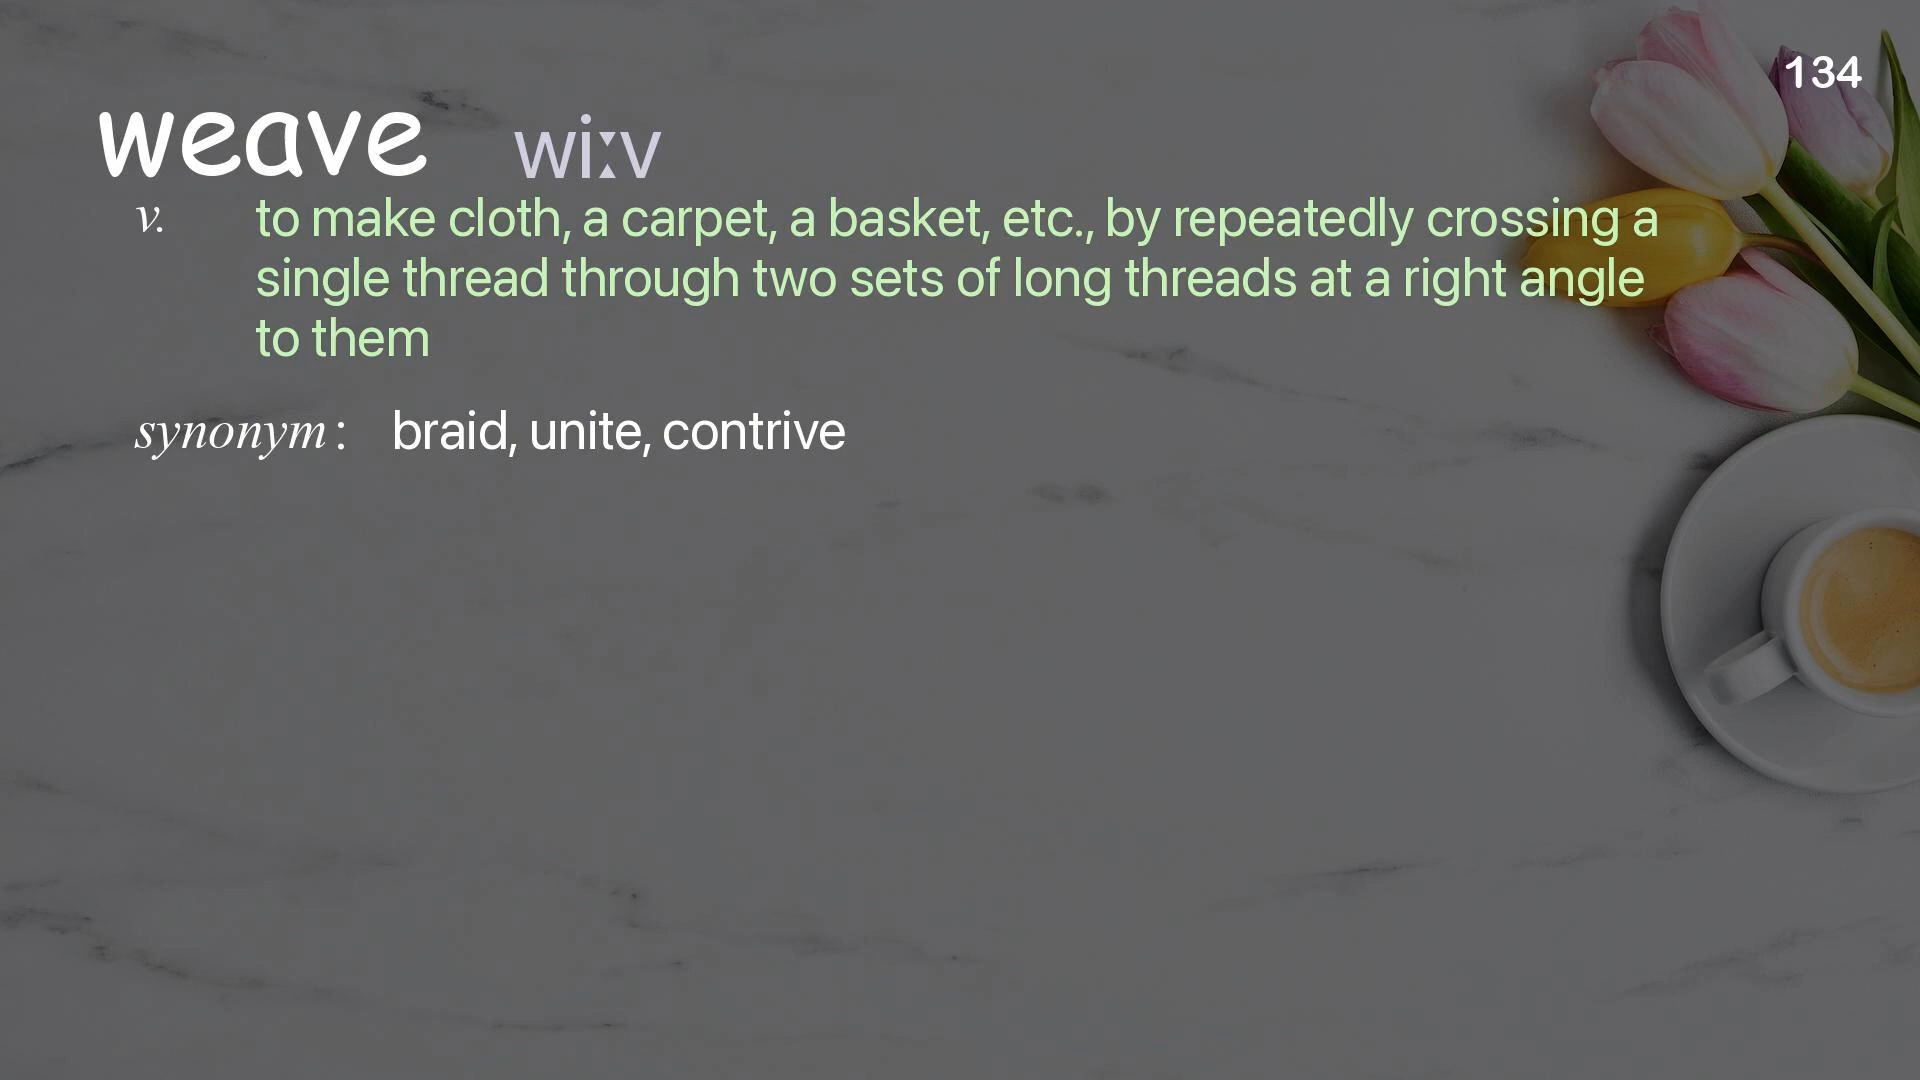 134
weave wiːv
v. to make cloth, a carpet, a basket, etc., by repeatedly crossing a
single thread through two sets of long threads at a right angle
to them
synonym : braid, unite, contrive